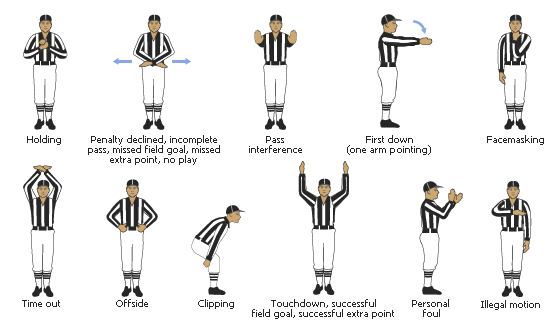 Holding
Penalty declined, incomplete
pass, missed field goal, missed
extra point, no play
Pass
interference
First down
(one arm pointing)
Facemasking
Time out
Offside
Clipping
Touchdown, successful
field goal, successful extra point
Personal
foul
Illegal motion